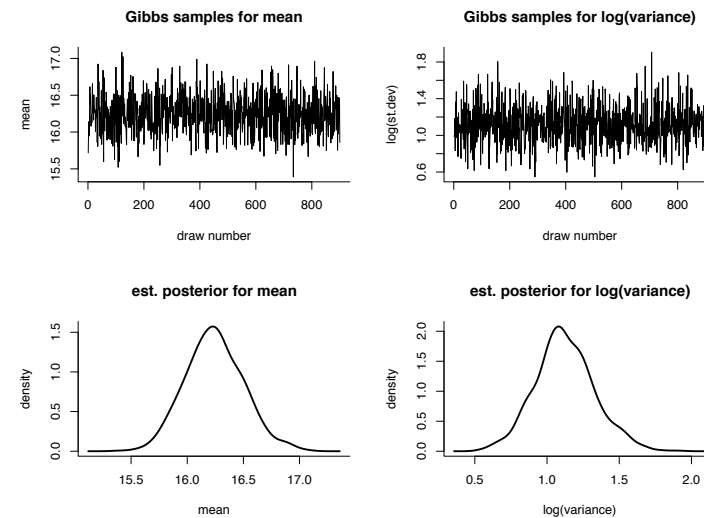 Gibbs samples for mean
mean
15.5 16.0 16.5 17.0
0 200 400 600 800
draw number
Gibbs samples for log(variance)
log(st.dev)
0.6 1.0 1.4 1.8
0 200 400 600 800
draw number
est. posterior for mean
density
0.0 0.5 1.0 1.5
15.5 16.0 16.5 17.0
mean
est. posterior for log(variance)
density
0.0 0.5 1.0 1.5 2.0
0.5 1.0 1.5 2.0
log(variance)